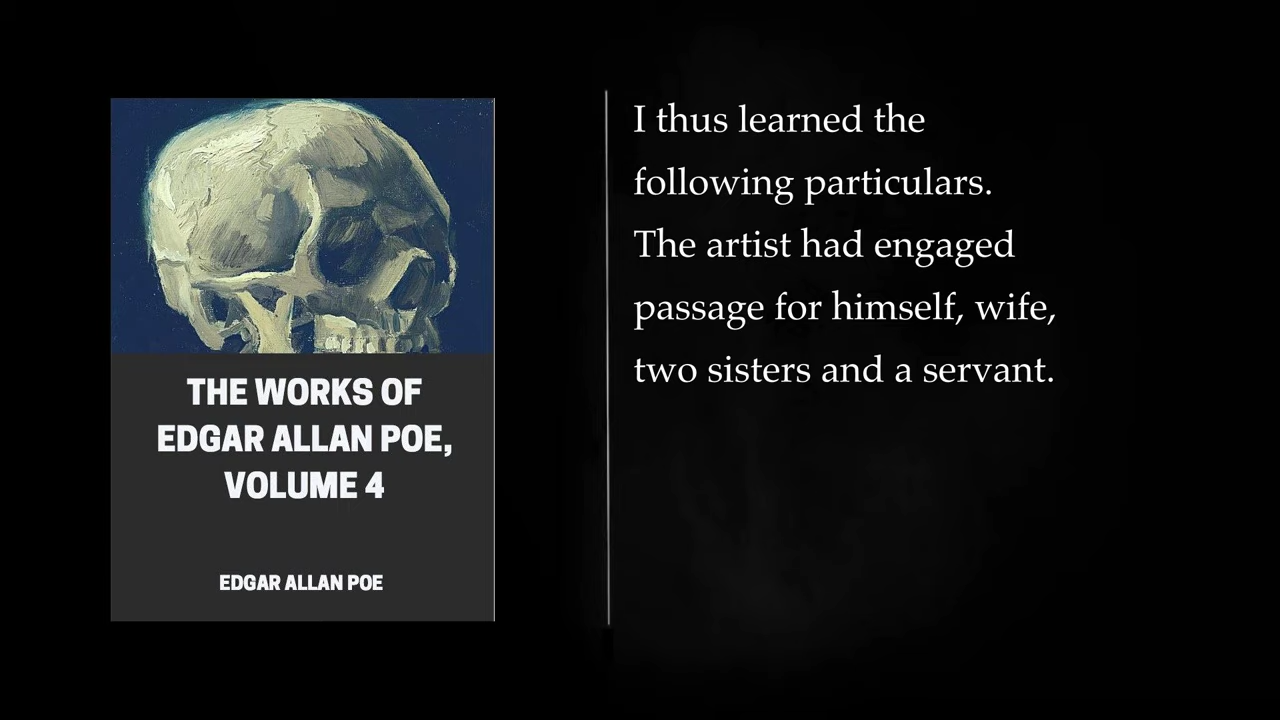 THE WORKS OF
EDGAR ALLAN POE,
VOLUME 4
EDGAR ALLAN POE
I thus learned the
following particulars.
The artist had engaged
passage for himself, wife,
two sisters and a servant.